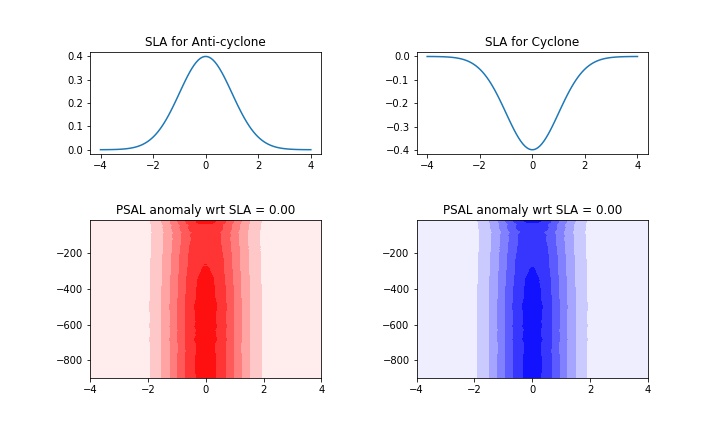 SLA for Anti-cyclone
0.4
0.3
0.2
0.1
0.0
−4 −2 0 2 4
SLA for Cyclone
0.0
−0.1
−0.2
−0.3
−0.4
−4 −2 0 2 4
PSAL anomaly wrt SLA = 0.00
−200
−400
−600
−800
−4 −2 0 2 4
PSAL anomaly wrt SLA = 0.00
−200
−400
−600
−800
−4 −2 0 2 4